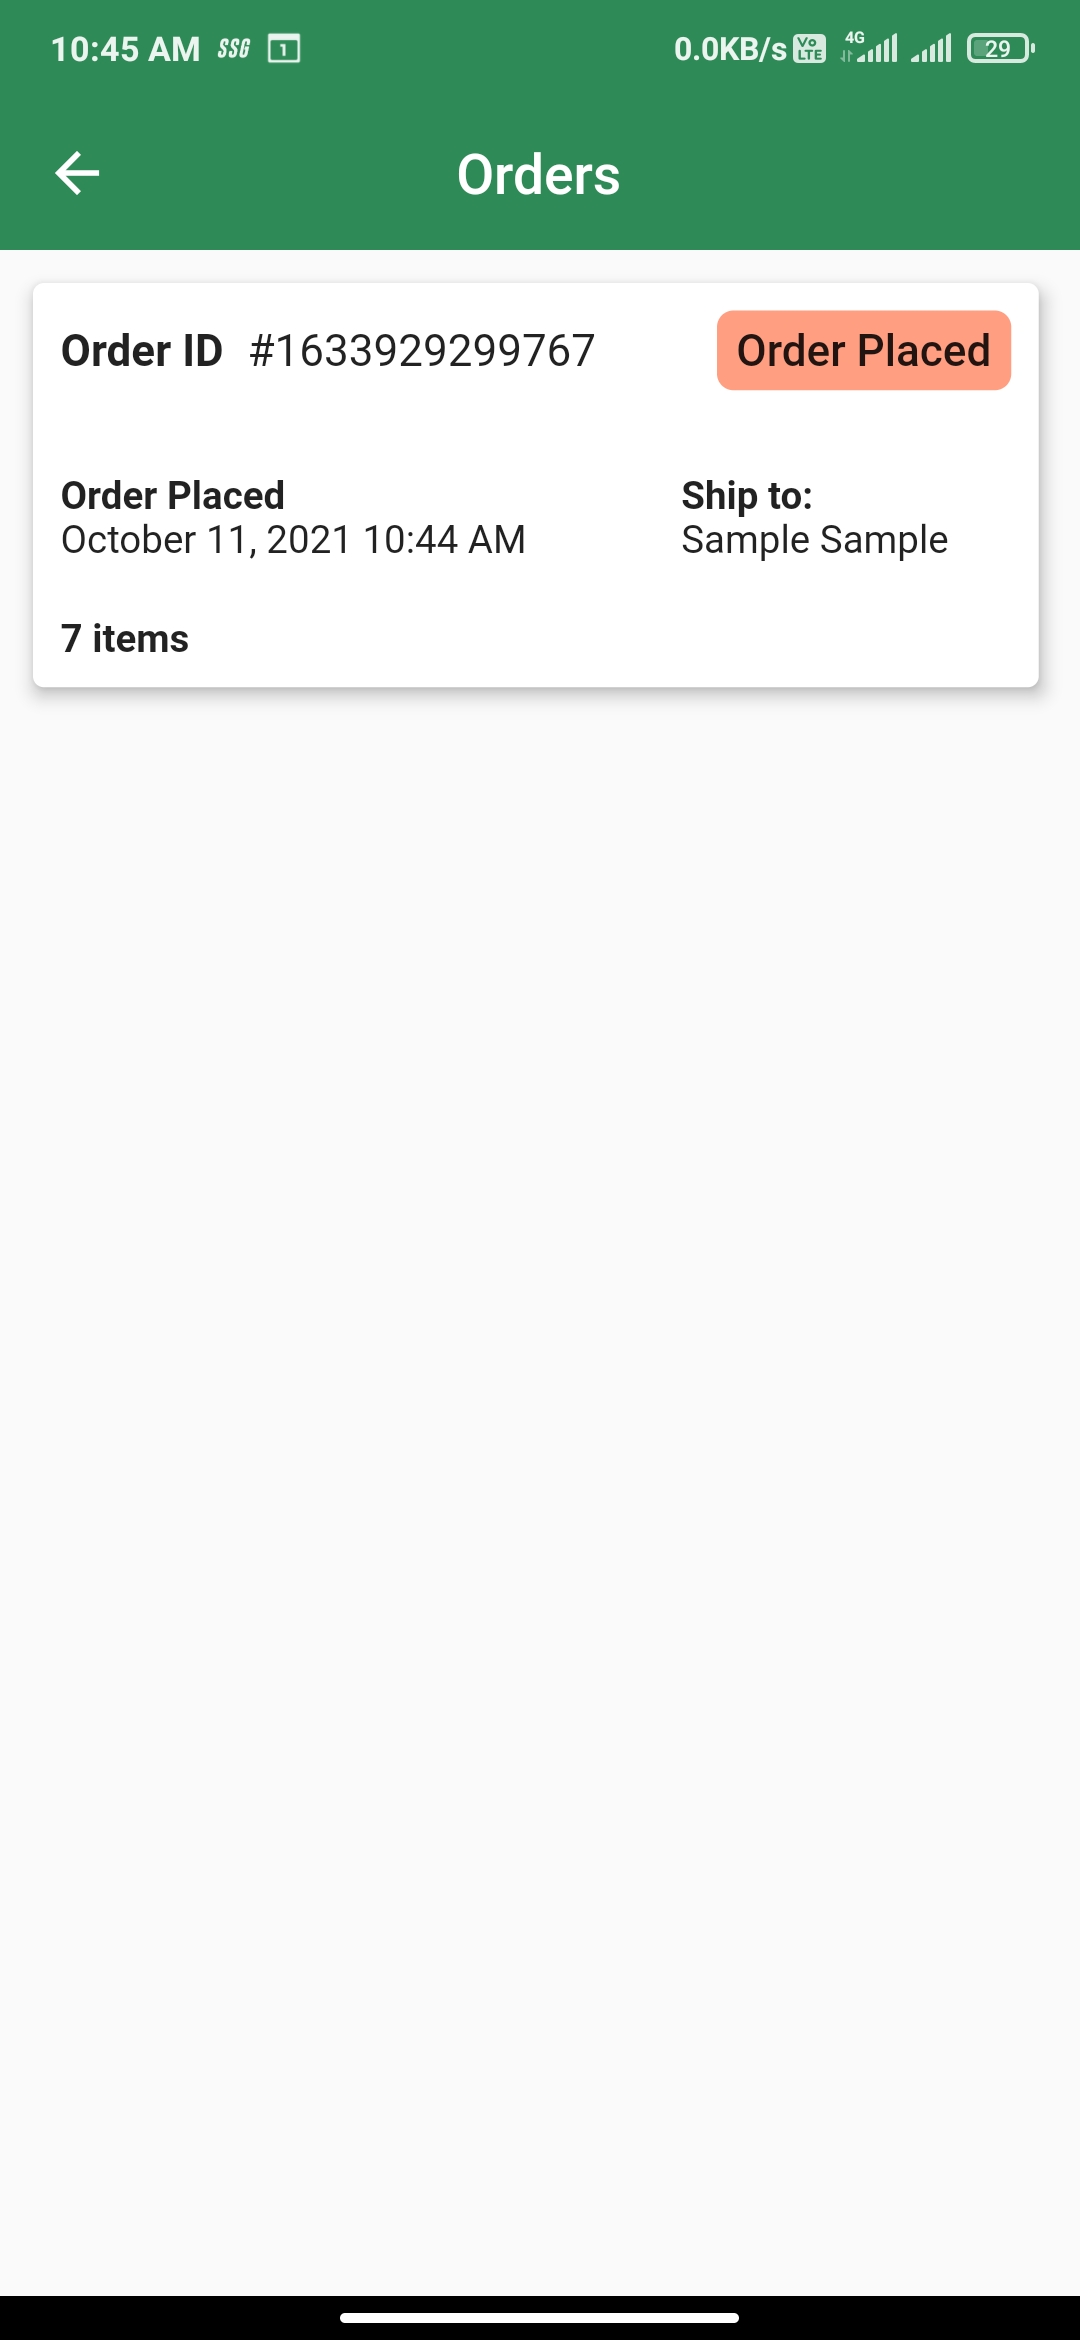 10:45 AM SSG 1 0.0KB/s Vo LTE 4G 29
Orders
Order ID #1633929299767 Order Placed
Order Placed Ship to:
October 11, 2021 10:44 AM Sample Sample
7 items